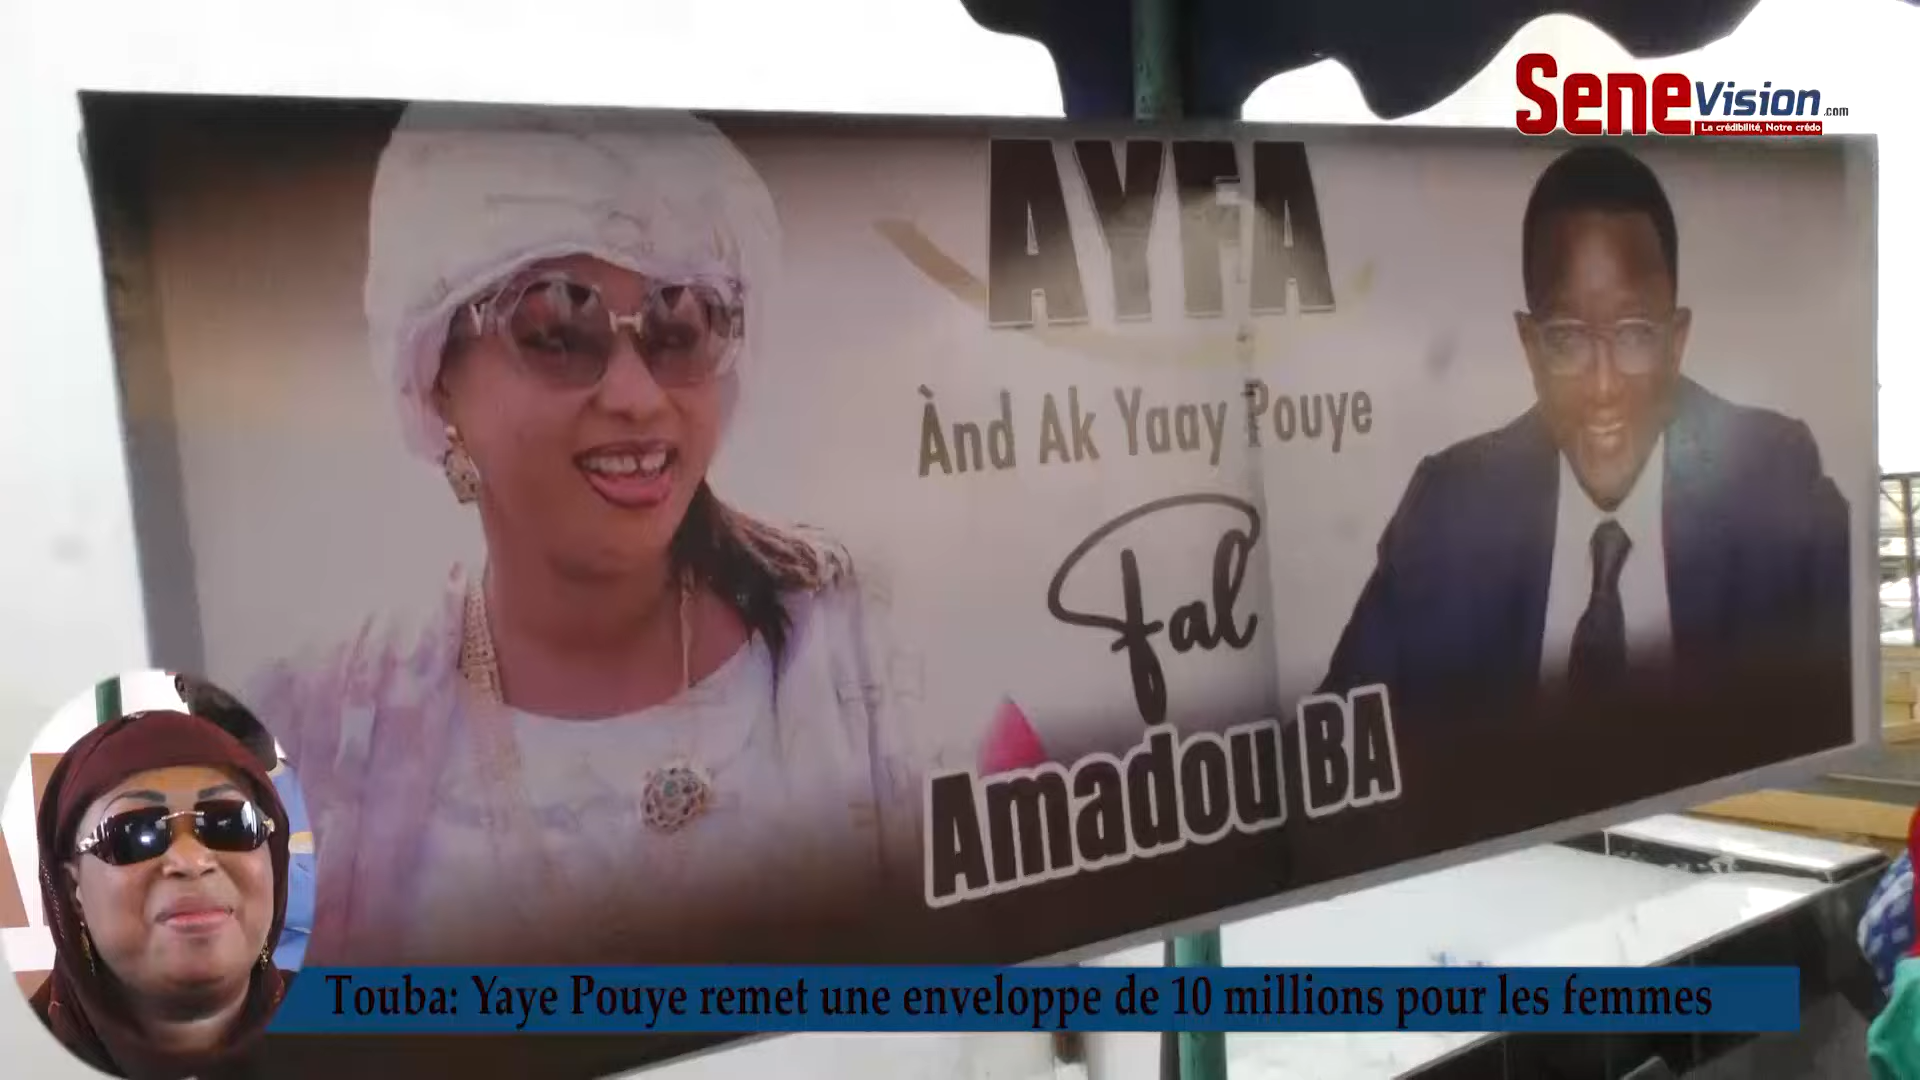 SeneVision.com
La crédibilité, Notre crédo
AYFA
Ànd Ak Yaay Pouye
fal
Amadou BA
Touba: Yaye Pouye remet une enveloppe de 10 millions pour les femmes